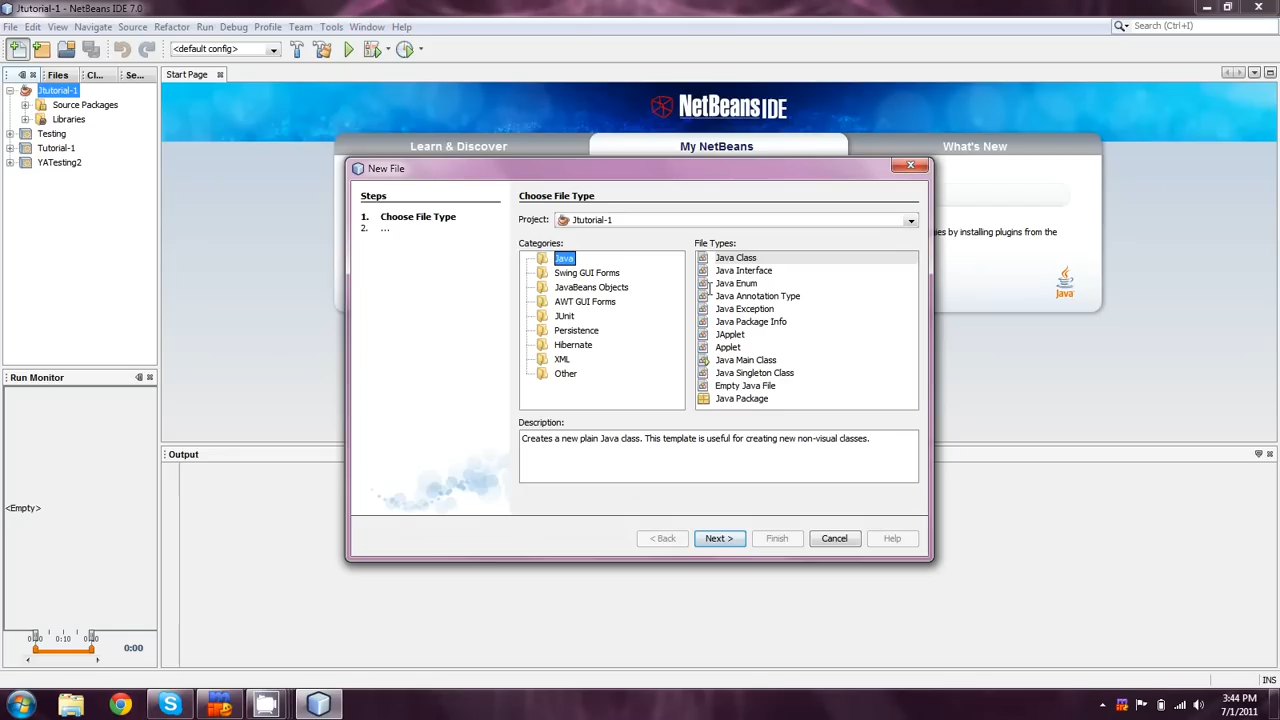 Jtutorial-1 - NetBeans IDE 7.0
File Edit View Navigate Source Refactor Run Debug Profile Team Tools Window Help
Search (Ctrl+I)
<default config>
Files Cl... Se...
Start Page
Jtutorial-1
Source Packages
Libraries
Testing
Tutorial-1
YATesting2
NetBeans IDE
Learn & Discover My NetBeans What's New
ies by installing plugins from the
Java
New File
Steps
1. Choose File Type
2. ...
Choose File Type
Project: Jtutorial-1
Categories:
Java
Swing GUI Forms
JavaBeans Objects
AWT GUI Forms
JUnit
Persistence
Hibernate
XML
Other
File Types:
Java Class
Java Interface
Java Enum
Java Annotation Type
Java Exception
Java Package Info
JApplet
Applet
Java Main Class
Java Singleton Class
Empty Java File
Java Package
Description:
Creates a new plain Java class. This template is useful for creating new non-visual classes.
< Back Next > Finish Cancel Help
Run Monitor
<Empty>
0:10
0:00
Output
INS
3:44 PM
7/1/2011